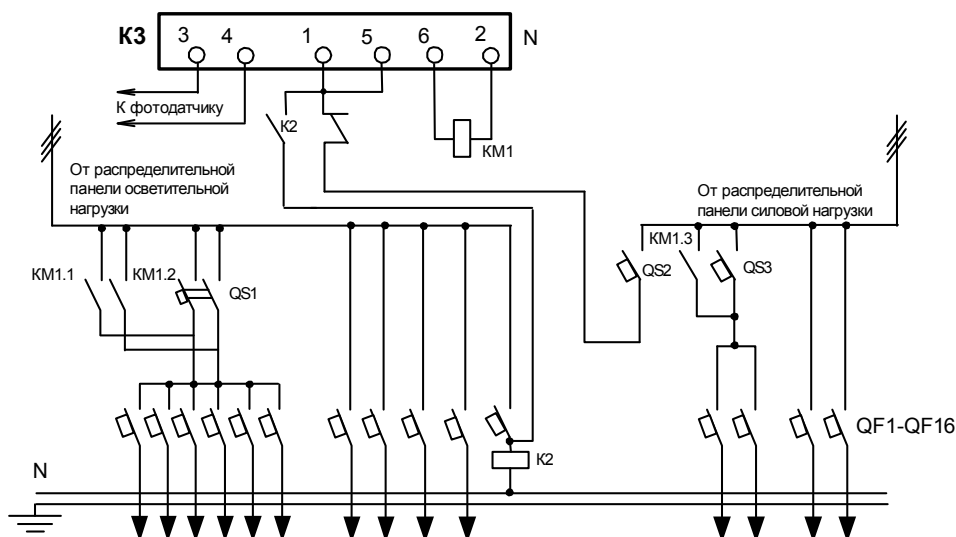 К3
3
4
1
5
6
2
N
К фотодатчику
К2
КМ1
От распределительной
панели осветительной
нагрузки
От распределительной
панели силовой нагрузки
КМ1.1
КМ1.2
QS1
QS2
КМ1.3
QS3
QF1-QF16
К2
N